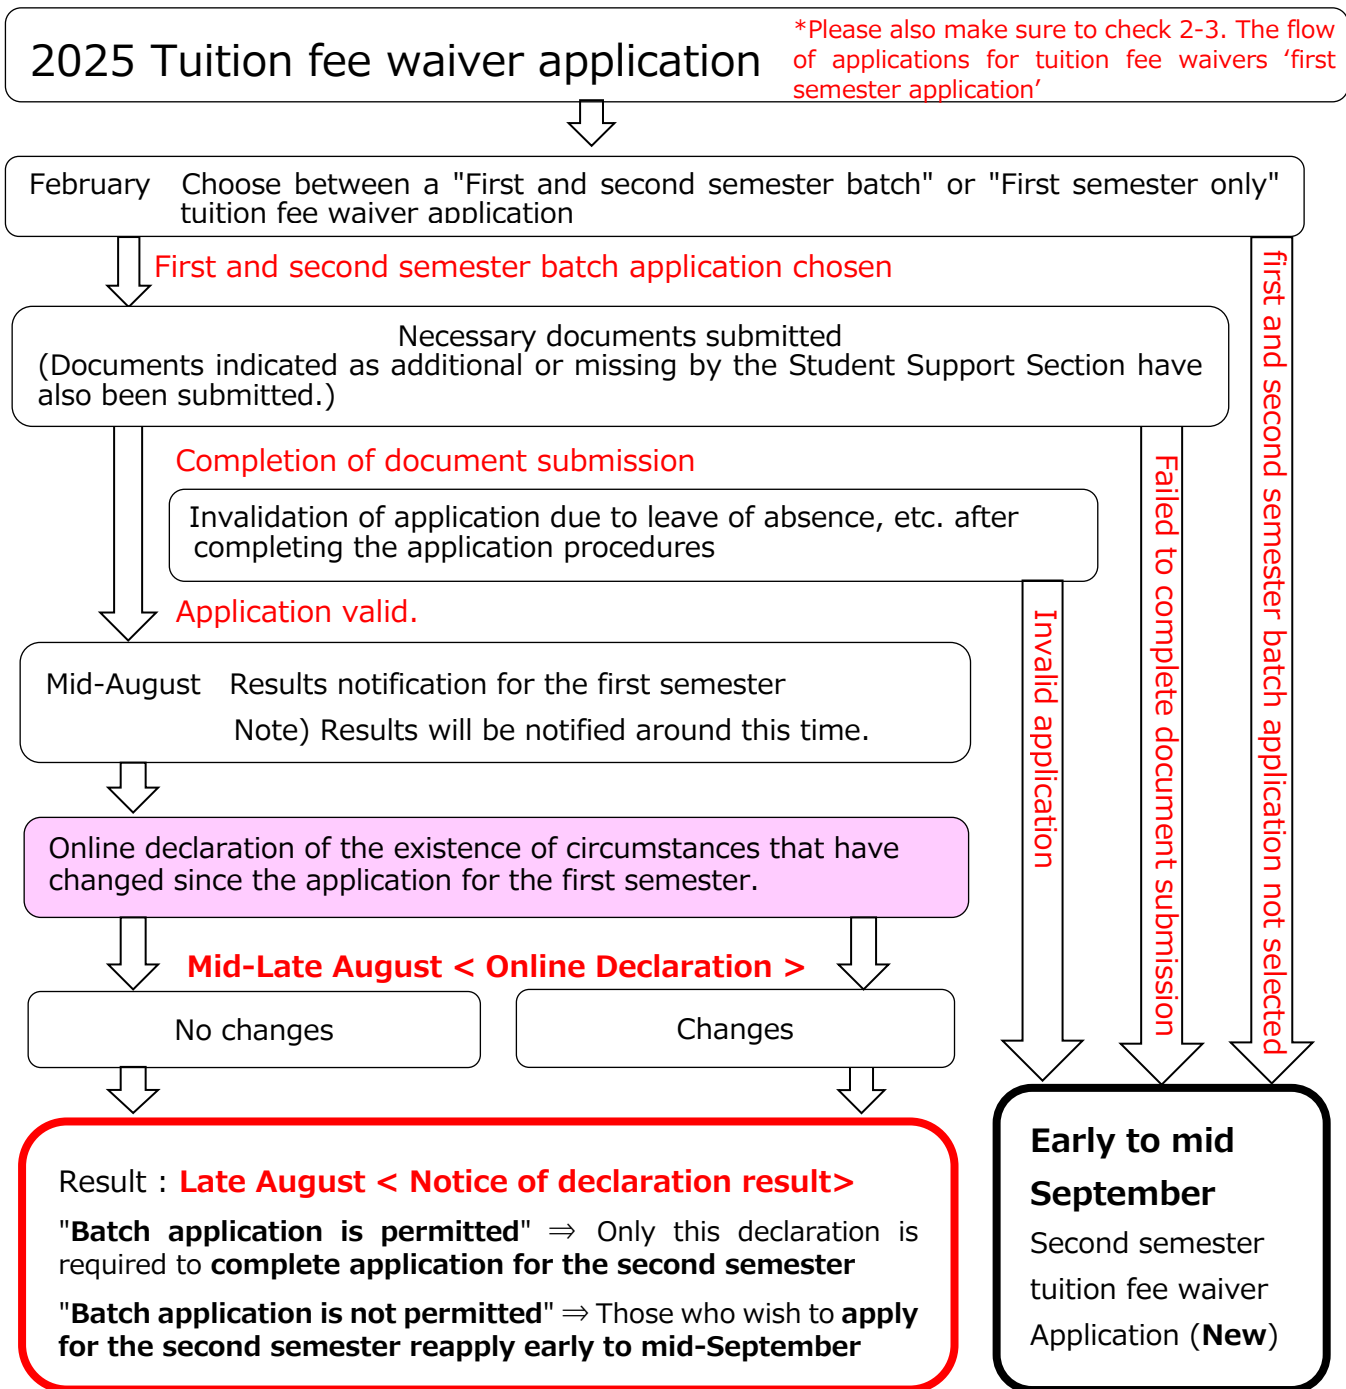 2025 Tuition fee waiver application
*Please also make sure to check 2-3. The flow
of applications for tuition fee waivers ‘first
semester application’
February Choose between a "First and second semester batch" or "First semester only"
tuition fee waiver application
First and second semester batch application chosen
first and second semester batch application not selected
Necessary documents submitted
(Documents indicated as additional or missing by the Student Support Section have
also been submitted.)
Completion of document submission
Failed to complete document submission
Invalidation of application due to leave of absence, etc. after
completing the application procedures
Application valid.
Invalid application
Mid-August Results notification for the first semester
Note) Results will be notified around this time.
Online declaration of the existence of circumstances that have
changed since the application for the first semester.
Mid-Late August < Online Declaration >
No changes
Changes
Result : Late August < Notice of declaration result>
"Batch application is permitted" ⇒ Only this declaration is
required to complete application for the second semester
"Batch application is not permitted" ⇒ Those who wish to apply
for the second semester reapply early to mid-September
Early to mid
September
Second semester
tuition fee waiver
Application (New)